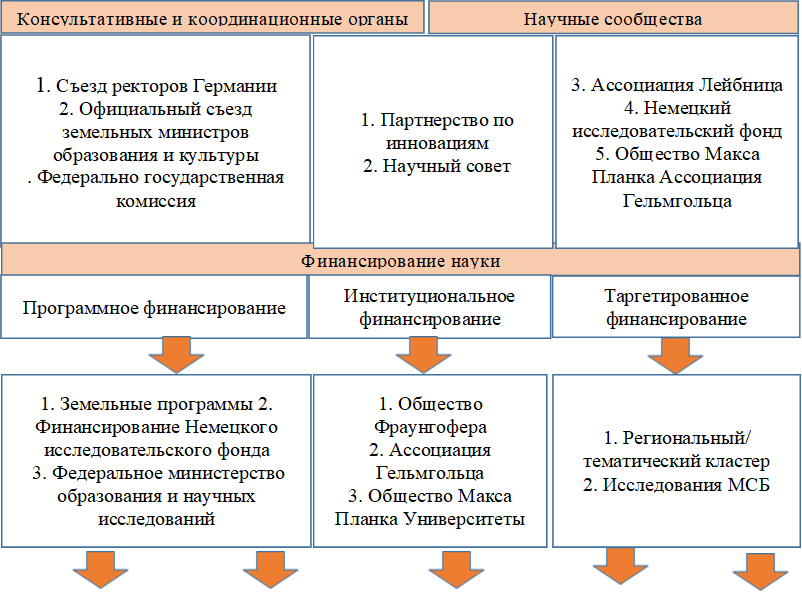 Консультативные и координационные органы
Научные сообщества
1. Съезд ректоров Германии
2. Официальный съезд
земельных министров
образования и культуры
. Федерально государственная
комиссия
1. Партнерство по
инновациям
2. Научный совет
3. Ассоциация Лейбница
4. Немецкий
исследовательский фонд
5. Общество Макса
Планка Ассоциация
Гельмгольца
Финансирование науки
Программное финансирование
Институциональное
финансирование
Таргетированное
финансирование
1. Земельные программы 2.
Финансирование Немецкого
исследовательского фонда
3. Федеральное министерство
образования и научных
исследований
1. Общество
Фраунгофера
2. Ассоциация
Гельмгольца
3. Общество Макса
Планка Университеты
1. Региональный/
тематический кластер
2. Исследования МСБ